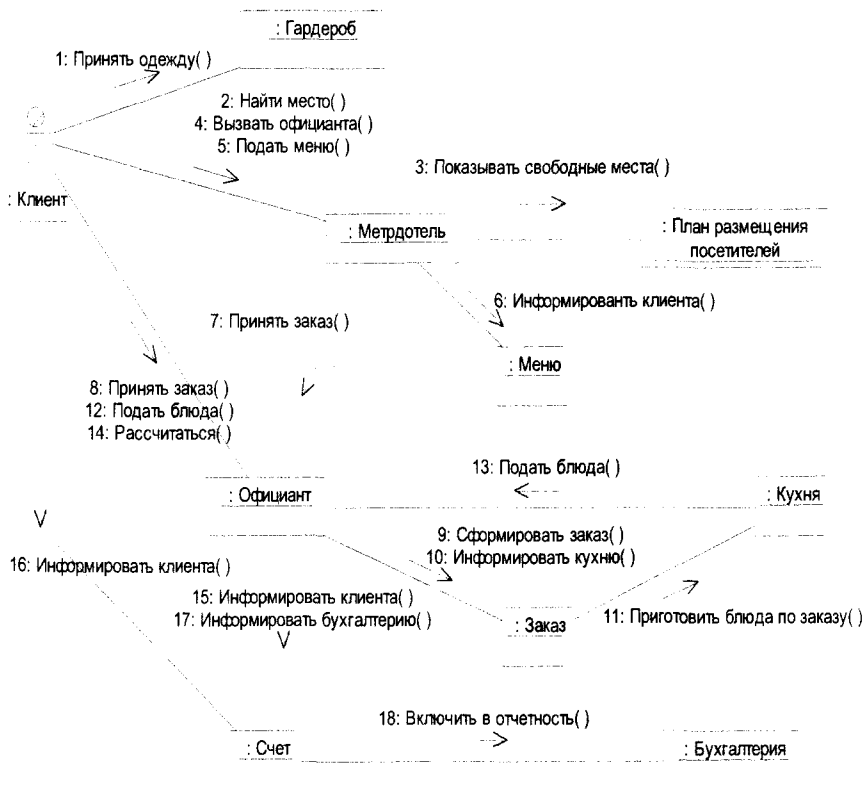 : Гардероб
1: Принять одежду( )
2: Найти место( )
4: Вызвать официанта( )
5: Подать меню( )
3: Показывать свободные места( )
: Клиент
: Метрдотель
: План размещения
посетителей
6: Информированть клиента( )
7: Принять заказ( )
: Меню
8: Принять заказ( )
12: Подать блюда( )
14: Рассчитаться( )
13: Подать блюда( )
: Официант
: Кухня
9: Сформировать заказ( )
10: Информировать кухню( )
16: Информировать клиента( )
15: Информировать клиента( )
17: Информировать бухгалтерию( )
: Заказ
11: Приготовить блюда по заказу( )
18: Включить в отчетность( )
: Счет
: Бухгалтерия